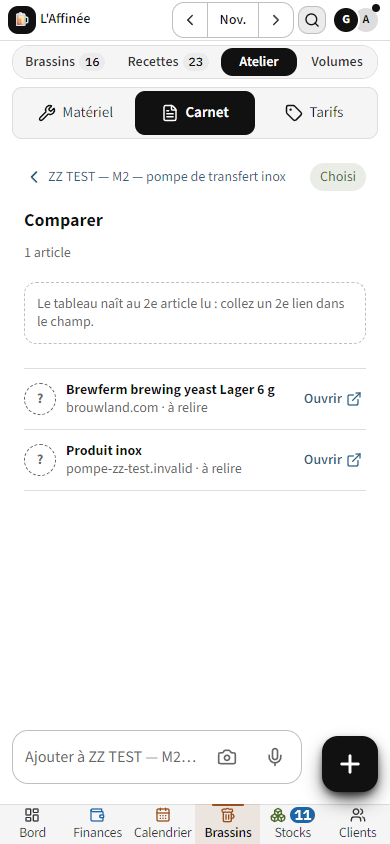 L'Affinée
Nov.
G
A
Brassins 16
Recettes 23
Atelier
Volumes
Matériel
Carnet
Tarifs
ZZ TEST — M2 — pompe de transfert inox
Choisi
Comparer
1 article
Le tableau naît au 2e article lu : collez un 2e lien dans
le champ.
?
Brewferm brewing yeast Lager 6 g
brouwland.com · à relire
Ouvrir
?
Produit inox
pompe-zz-test.invalid · à relire
Ouvrir
Ajouter à ZZ TEST — M2…
Bord
Finances
Calendrier
Brassins
11
Stocks
Clients